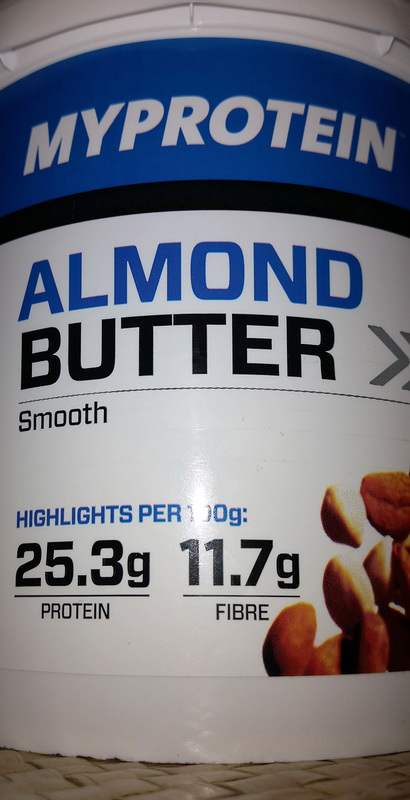 MYPROTEIN
ALMOND
BUTTER
Smooth
HIGHLIGHTS PER 100g:
25.3g 11.7g
PROTEIN FIBRE